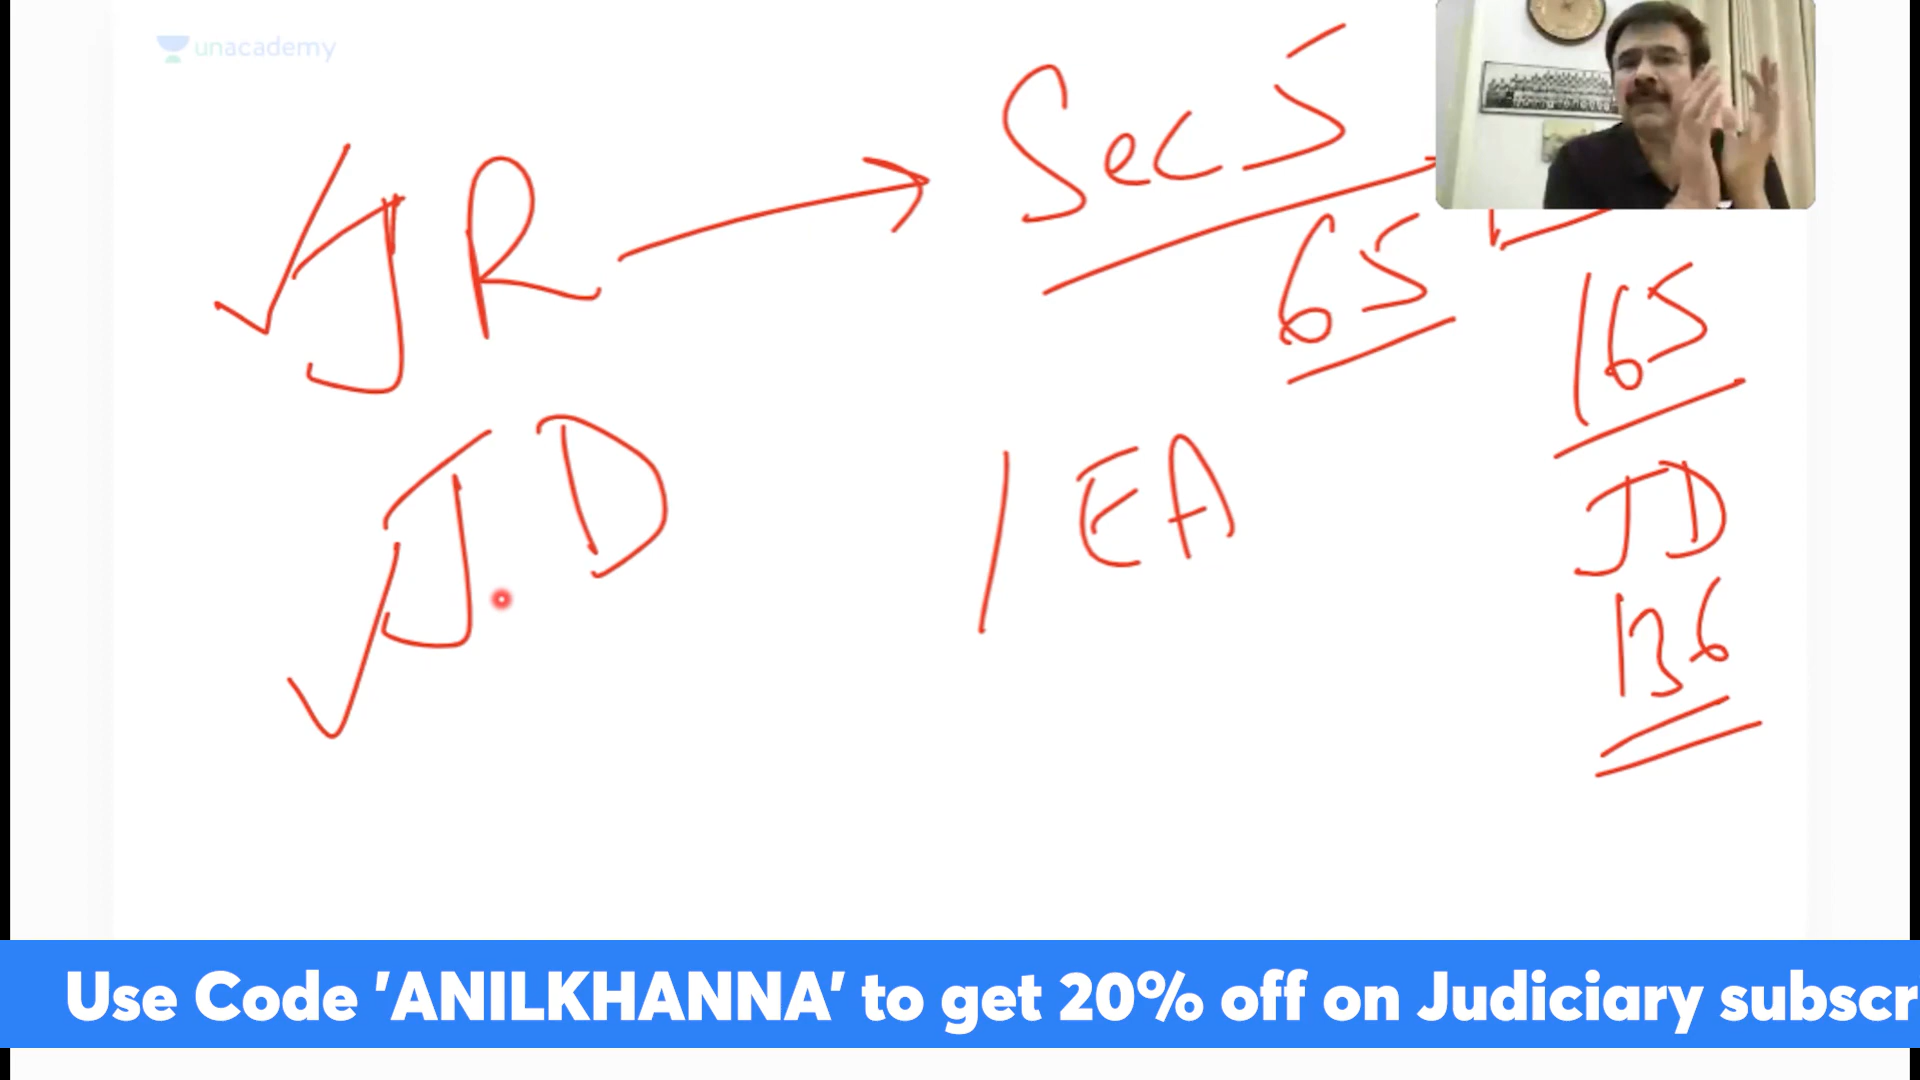 unacademy
JR → Sec 5
65
165
JD
IEA
JD
136
Use Code 'ANILKHANNA' to get 20% off on Judiciary subscr